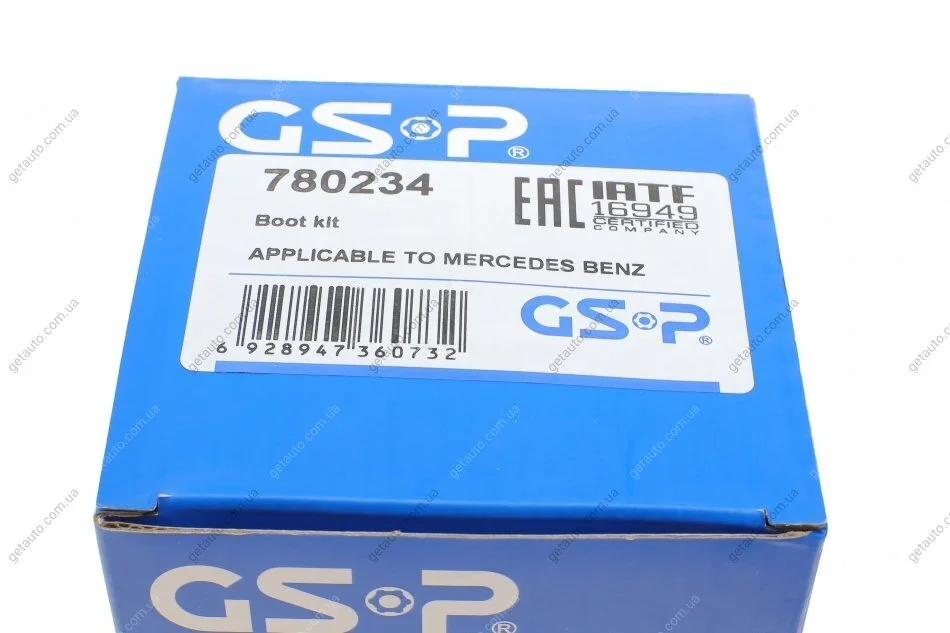 GSP®
780234
EAC
IATF
16949
CERTIFIED
COMPANY
Boot kit
APPLICABLE TO MERCEDES BENZ
6 928947 360732
GSP®
GSP®
getauto.com.ua